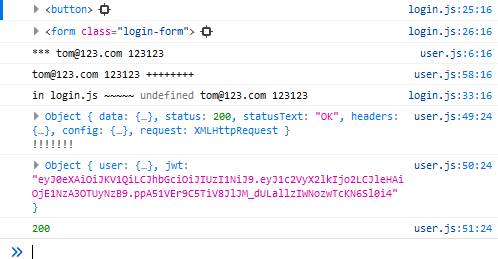 <button> login.js:25:16
<form class="login-form"> login.js:26:16
*** tom@123.com 123123 user.js:6:16
tom@123.com 123123 ++++++++ user.js:58:16
in login.js ~~~~~ undefined tom@123.com 123123 login.js:33:16
Object { data: {…}, status: 200, statusText: "OK", headers: user.js:49:24
{…}, config: {…}, request: XMLHttpRequest }
!!!!!!!
Object { user: {…}, jwt: user.js:50:24
"eyJ0eXAiOiJKV1QiLCJhbGciOiJIUzI1NiJ9.eyJ1c2VyX2lkIjo2LCJleHAi
OjE1NzA3OTUyNzB9.ppA51VEr9C5TiV8JlJM_dULallzIWNozwTcKN6Sl0i4"
}
200 user.js:51:24